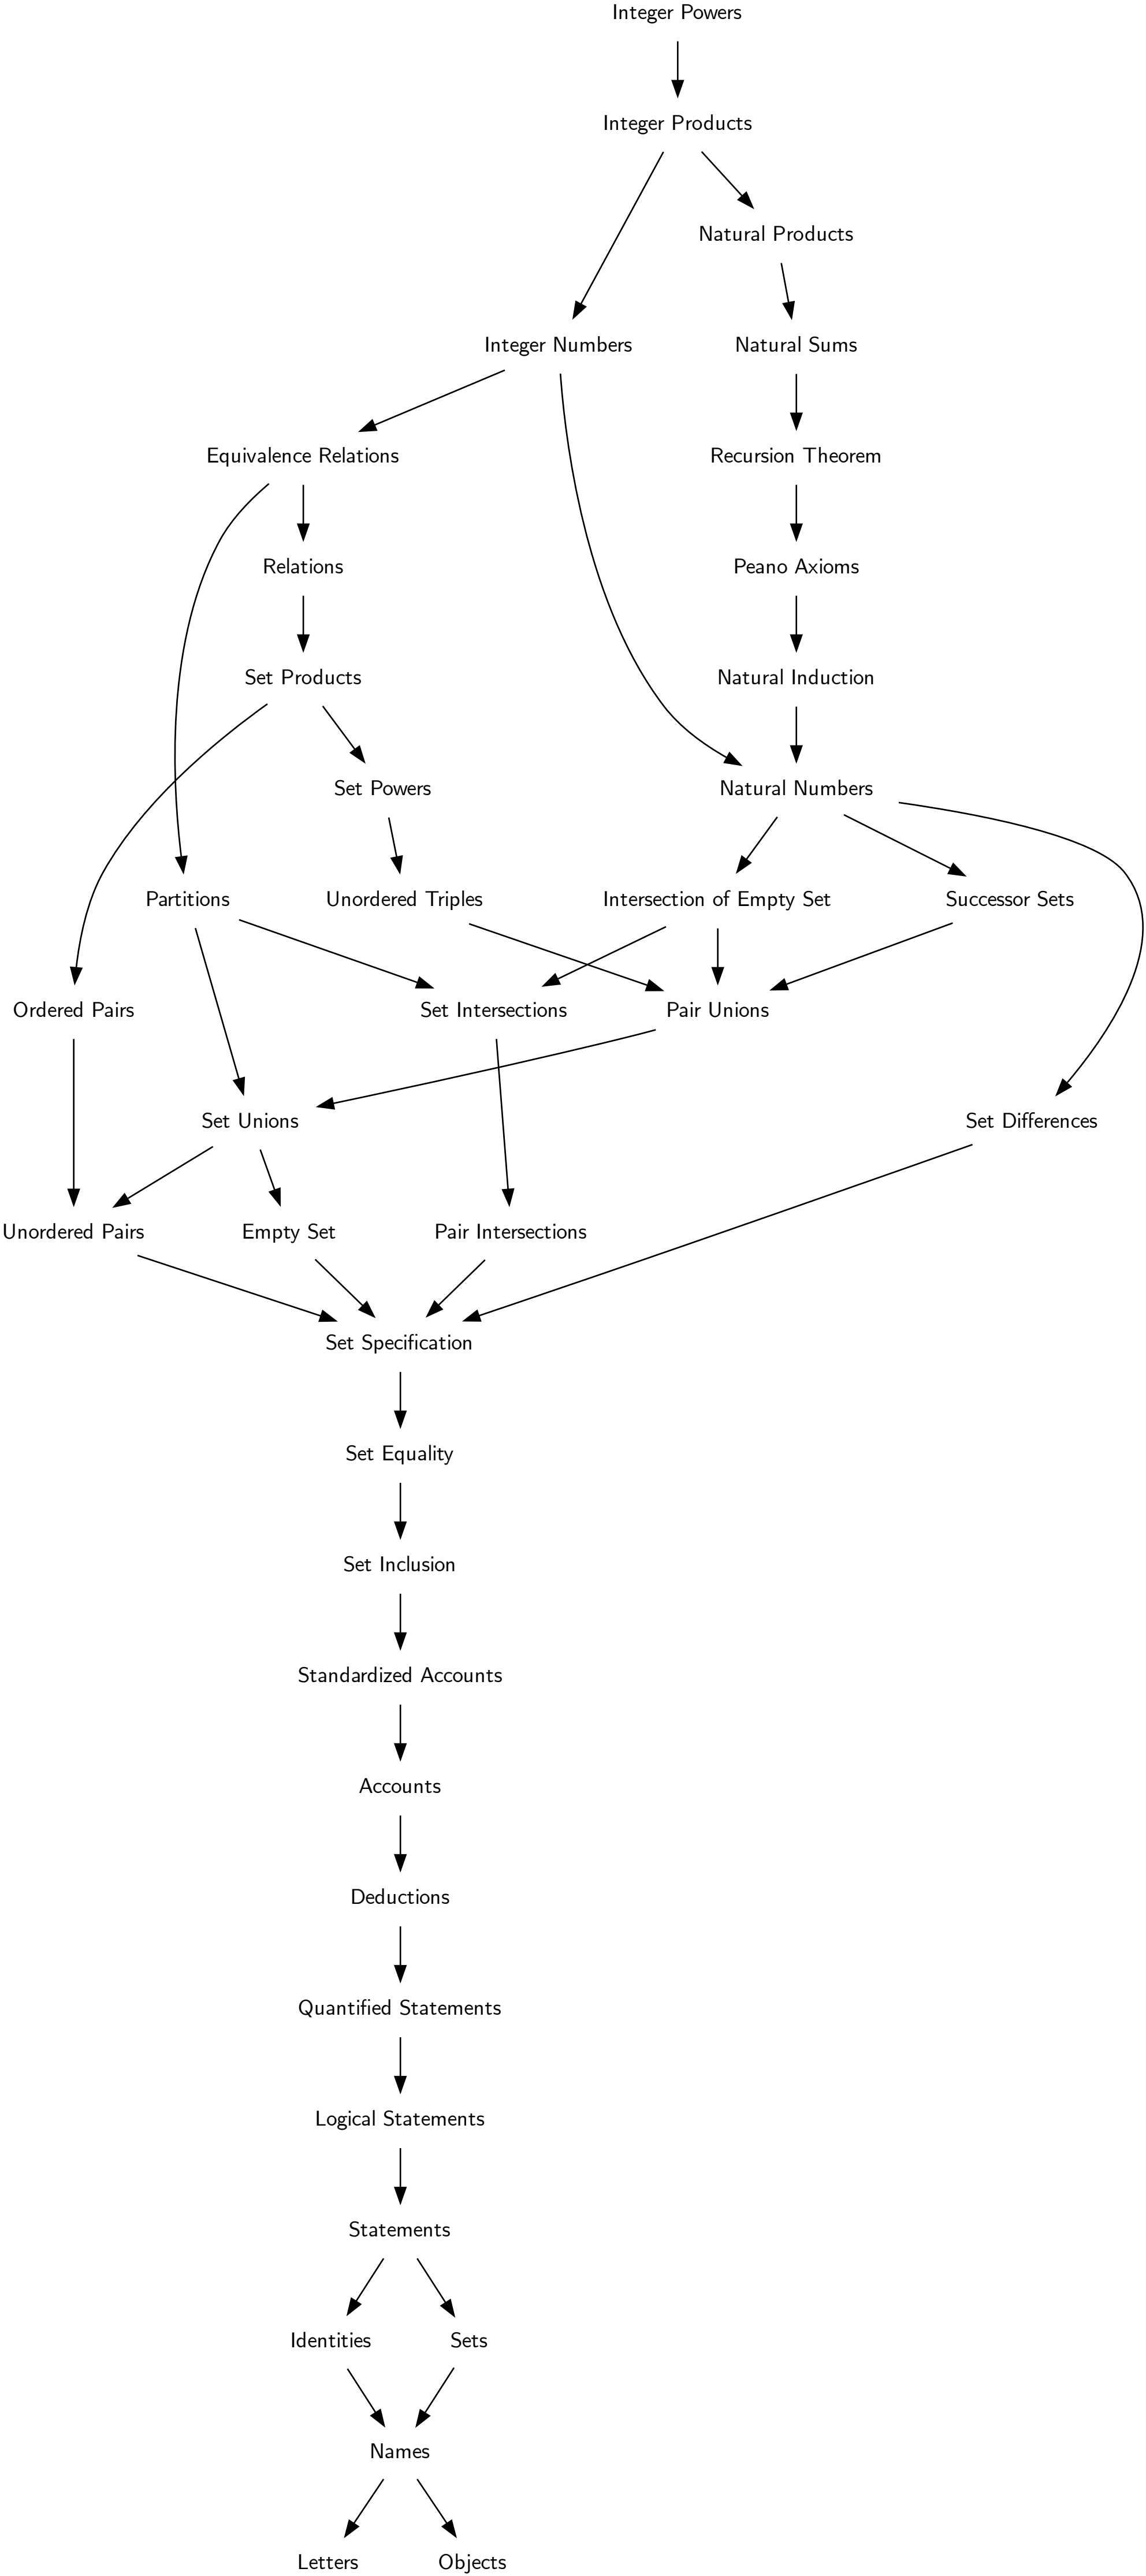 Integer Powers
Integer Products
Natural Products
Integer Numbers
Natural Sums
Equivalence Relations
Recursion Theorem
Relations
Peano Axioms
Set Products
Natural Induction
Set Powers
Natural Numbers
Partitions
Unordered Triples
Intersection of Empty Set
Successor Sets
Ordered Pairs
Set Intersections
Pair Unions
Set Unions
Set Differences
Unordered Pairs
Empty Set
Pair Intersections
Set Specification
Set Equality
Set Inclusion
Standardized Accounts
Accounts
Deductions
Quantified Statements
Logical Statements
Statements
Identities
Sets
Names
Letters
Objects